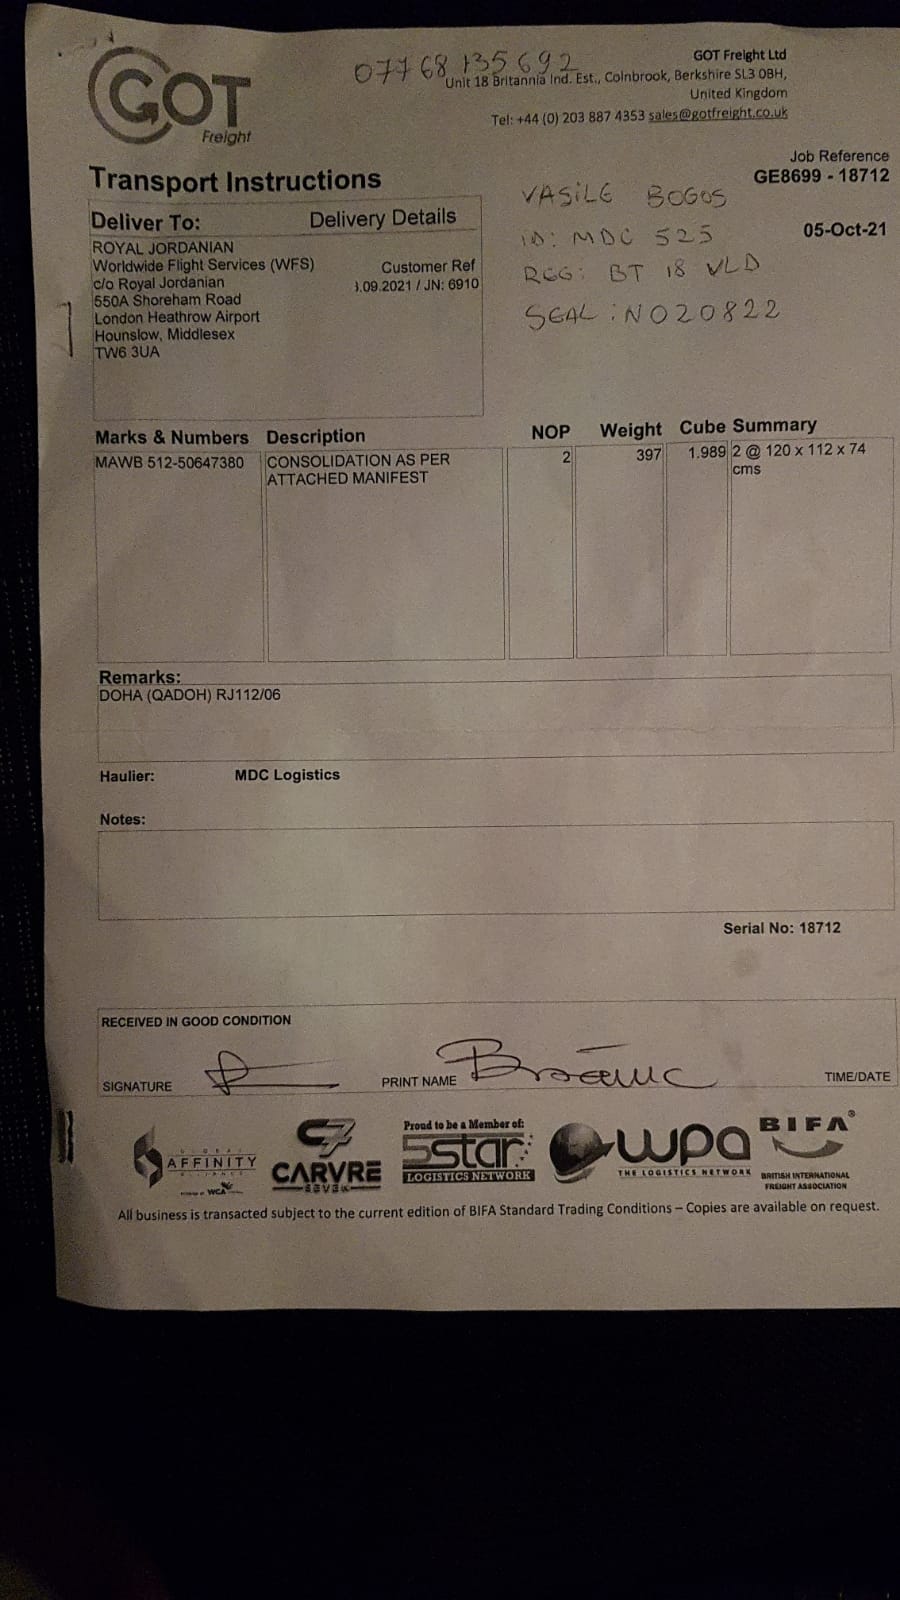 GOT
Freight
07768 135692
GOT Freight Ltd
Unit 18 Britannia Ind. Est., Colnbrook, Berkshire SL3 0BH,
United Kingdom
Tel: +44 (0) 203 887 4353 sales@gotfreight.co.uk
Job Reference
GE8699 - 18712
05-Oct-21
Transport Instructions
VASILE BOGOS
ID: MDC 525
REG: BT 18 VLD
SEAL: NO20822
Deliver To: Delivery Details
ROYAL JORDANIAN
Worldwide Flight Services (WFS)
c/o Royal Jordanian
550A Shoreham Road
London Heathrow Airport
Hounslow, Middlesex
TW6 3UA
Customer Ref
.09.2021 / JN: 6910
Marks & Numbers Description NOP Weight Cube Summary
MAWB 512-50647380 CONSOLIDATION AS PER 2 397 1.989 2 @ 120 x 112 x 74
ATTACHED MANIFEST cms
Remarks:
DOHA (QADOH) RJ112/06
Haulier: MDC Logistics
Notes:
Serial No: 18712
RECEIVED IN GOOD CONDITION
SIGNATURE PRINT NAME TIME/DATE
Proud to be a Member of:
AFFINITY
WCA
CARVRE
SEVEN
5star
LOGISTICS NETWORK
wpa
THE LOGISTICS NETWORK
BIFA®
BRITISH INTERNATIONAL
FREIGHT ASSOCIATION
All business is transacted subject to the current edition of BIFA Standard Trading Conditions – Copies are available on request.